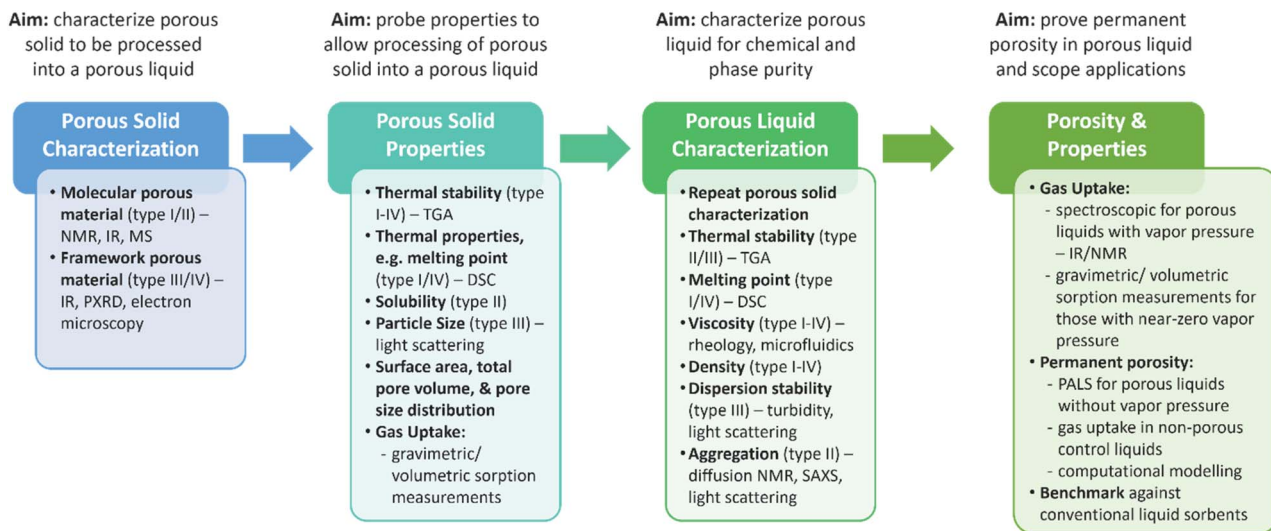 Aim: characterize porous
solid to be processed
into a porous liquid
Porous Solid
Characterization
• Molecular porous
material (type I/II) –
NMR, IR, MS
• Framework porous
material (type III/IV) –
IR, PXRD, electron
microscopy
Aim: probe properties to
allow processing of porous
solid into a porous liquid
Porous Solid
Properties
• Thermal stability (type
I-IV) – TGA
• Thermal properties,
e.g. melting point
(type I/IV) – DSC
• Solubility (type II)
• Particle Size (type III) –
light scattering
• Surface area, total
pore volume, & pore
size distribution
• Gas Uptake:
- gravimetric/
volumetric sorption
measurements
Aim: characterize porous
liquid for chemical and
phase purity
Porous Liquid
Characterization
• Repeat porous solid
characterization
• Thermal stability (type
II/III) – TGA
• Melting point (type
I/IV) – DSC
• Viscosity (type I-IV) –
rheology, microfluidics
• Density (type I-IV)
• Dispersion stability
(type III) – turbidity,
light scattering
• Aggregation (type II) –
diffusion NMR, SAXS,
light scattering
Aim: prove permanent
porosity in porous liquid
and scope applications
Porosity &
Properties
• Gas Uptake:
- spectroscopic for porous
liquids with vapor pressure
– IR/NMR
- gravimetric/ volumetric
sorption measurements for
those with near-zero vapor
pressure
• Permanent porosity:
- PALS for porous liquids
without vapor pressure
- gas uptake in non-porous
control liquids
- computational modelling
• Benchmark against
conventional liquid sorbents